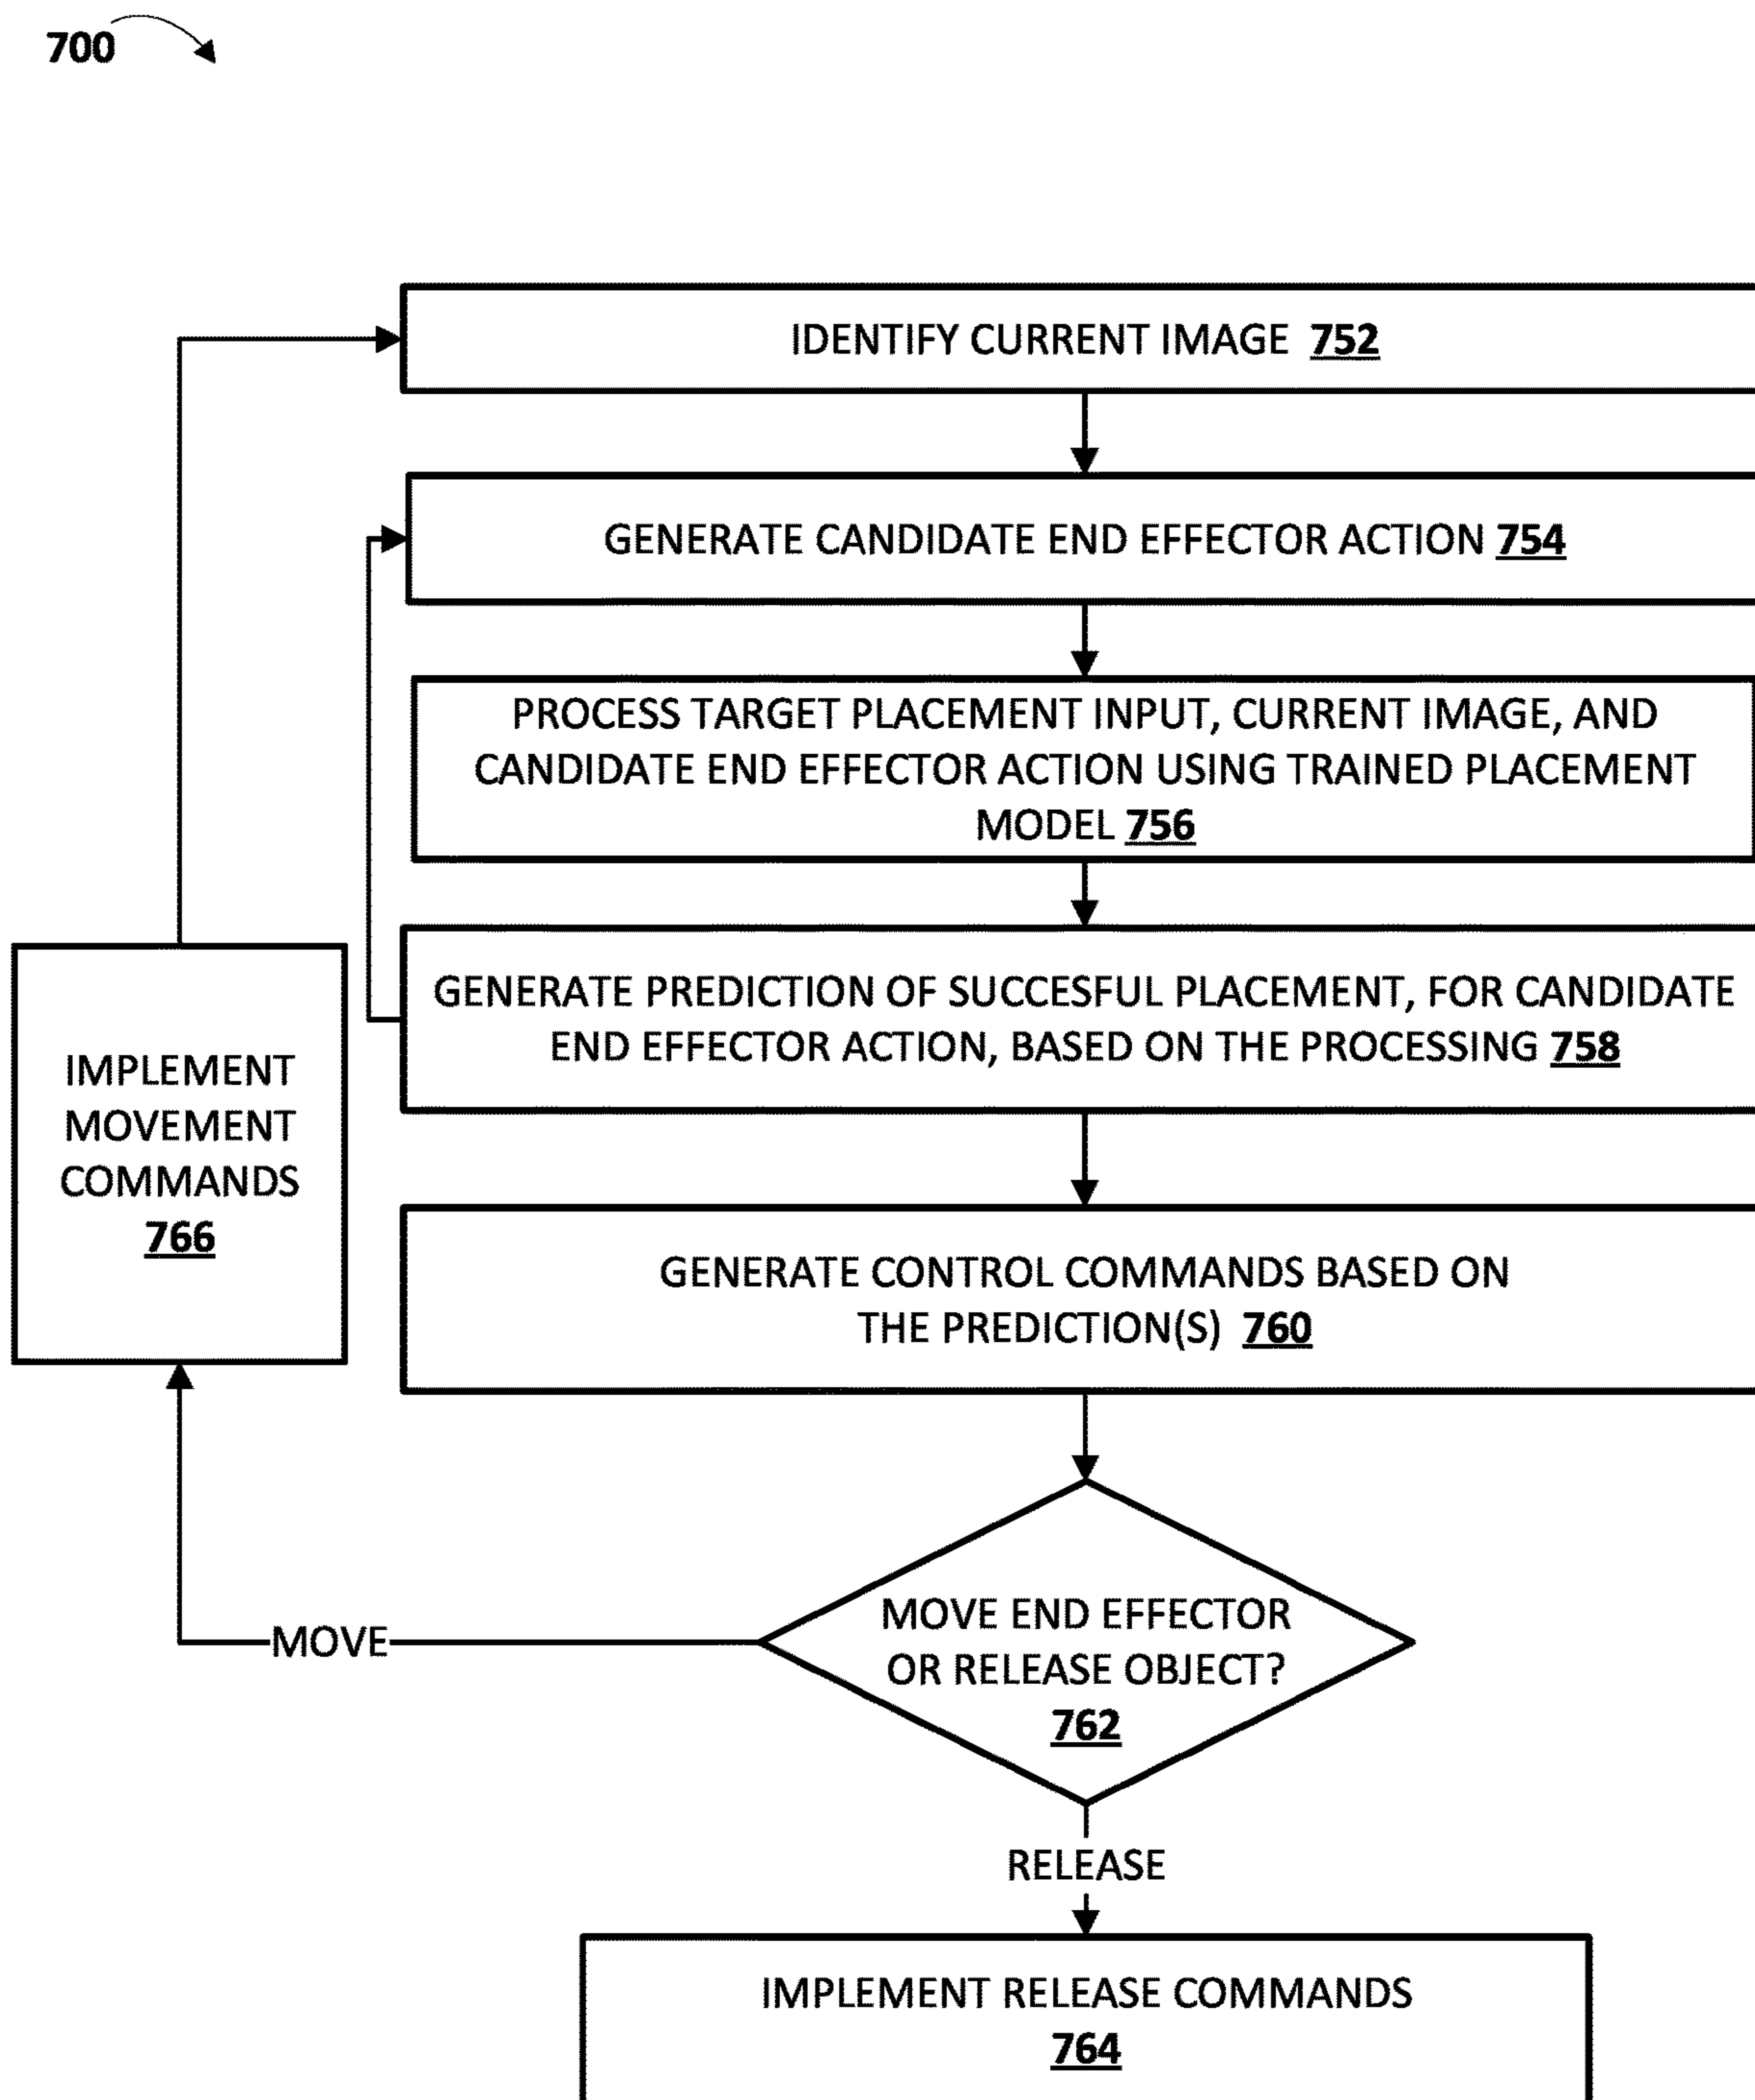 700
IDENTIFY CURRENT IMAGE 752
GENERATE CANDIDATE END EFFECTOR ACTION 754
PROCESS TARGET PLACEMENT INPUT, CURRENT IMAGE, AND
CANDIDATE END EFFECTOR ACTION USING TRAINED PLACEMENT
MODEL 756
GENERATE PREDICTION OF SUCCESFUL PLACEMENT, FOR CANDIDATE
END EFFECTOR ACTION, BASED ON THE PROCESSING 758
IMPLEMENT
MOVEMENT
COMMANDS
766
GENERATE CONTROL COMMANDS BASED ON
THE PREDICTION(S) 760
MOVE END EFFECTOR
OR RELEASE OBJECT?
762
MOVE
RELEASE
IMPLEMENT RELEASE COMMANDS
764